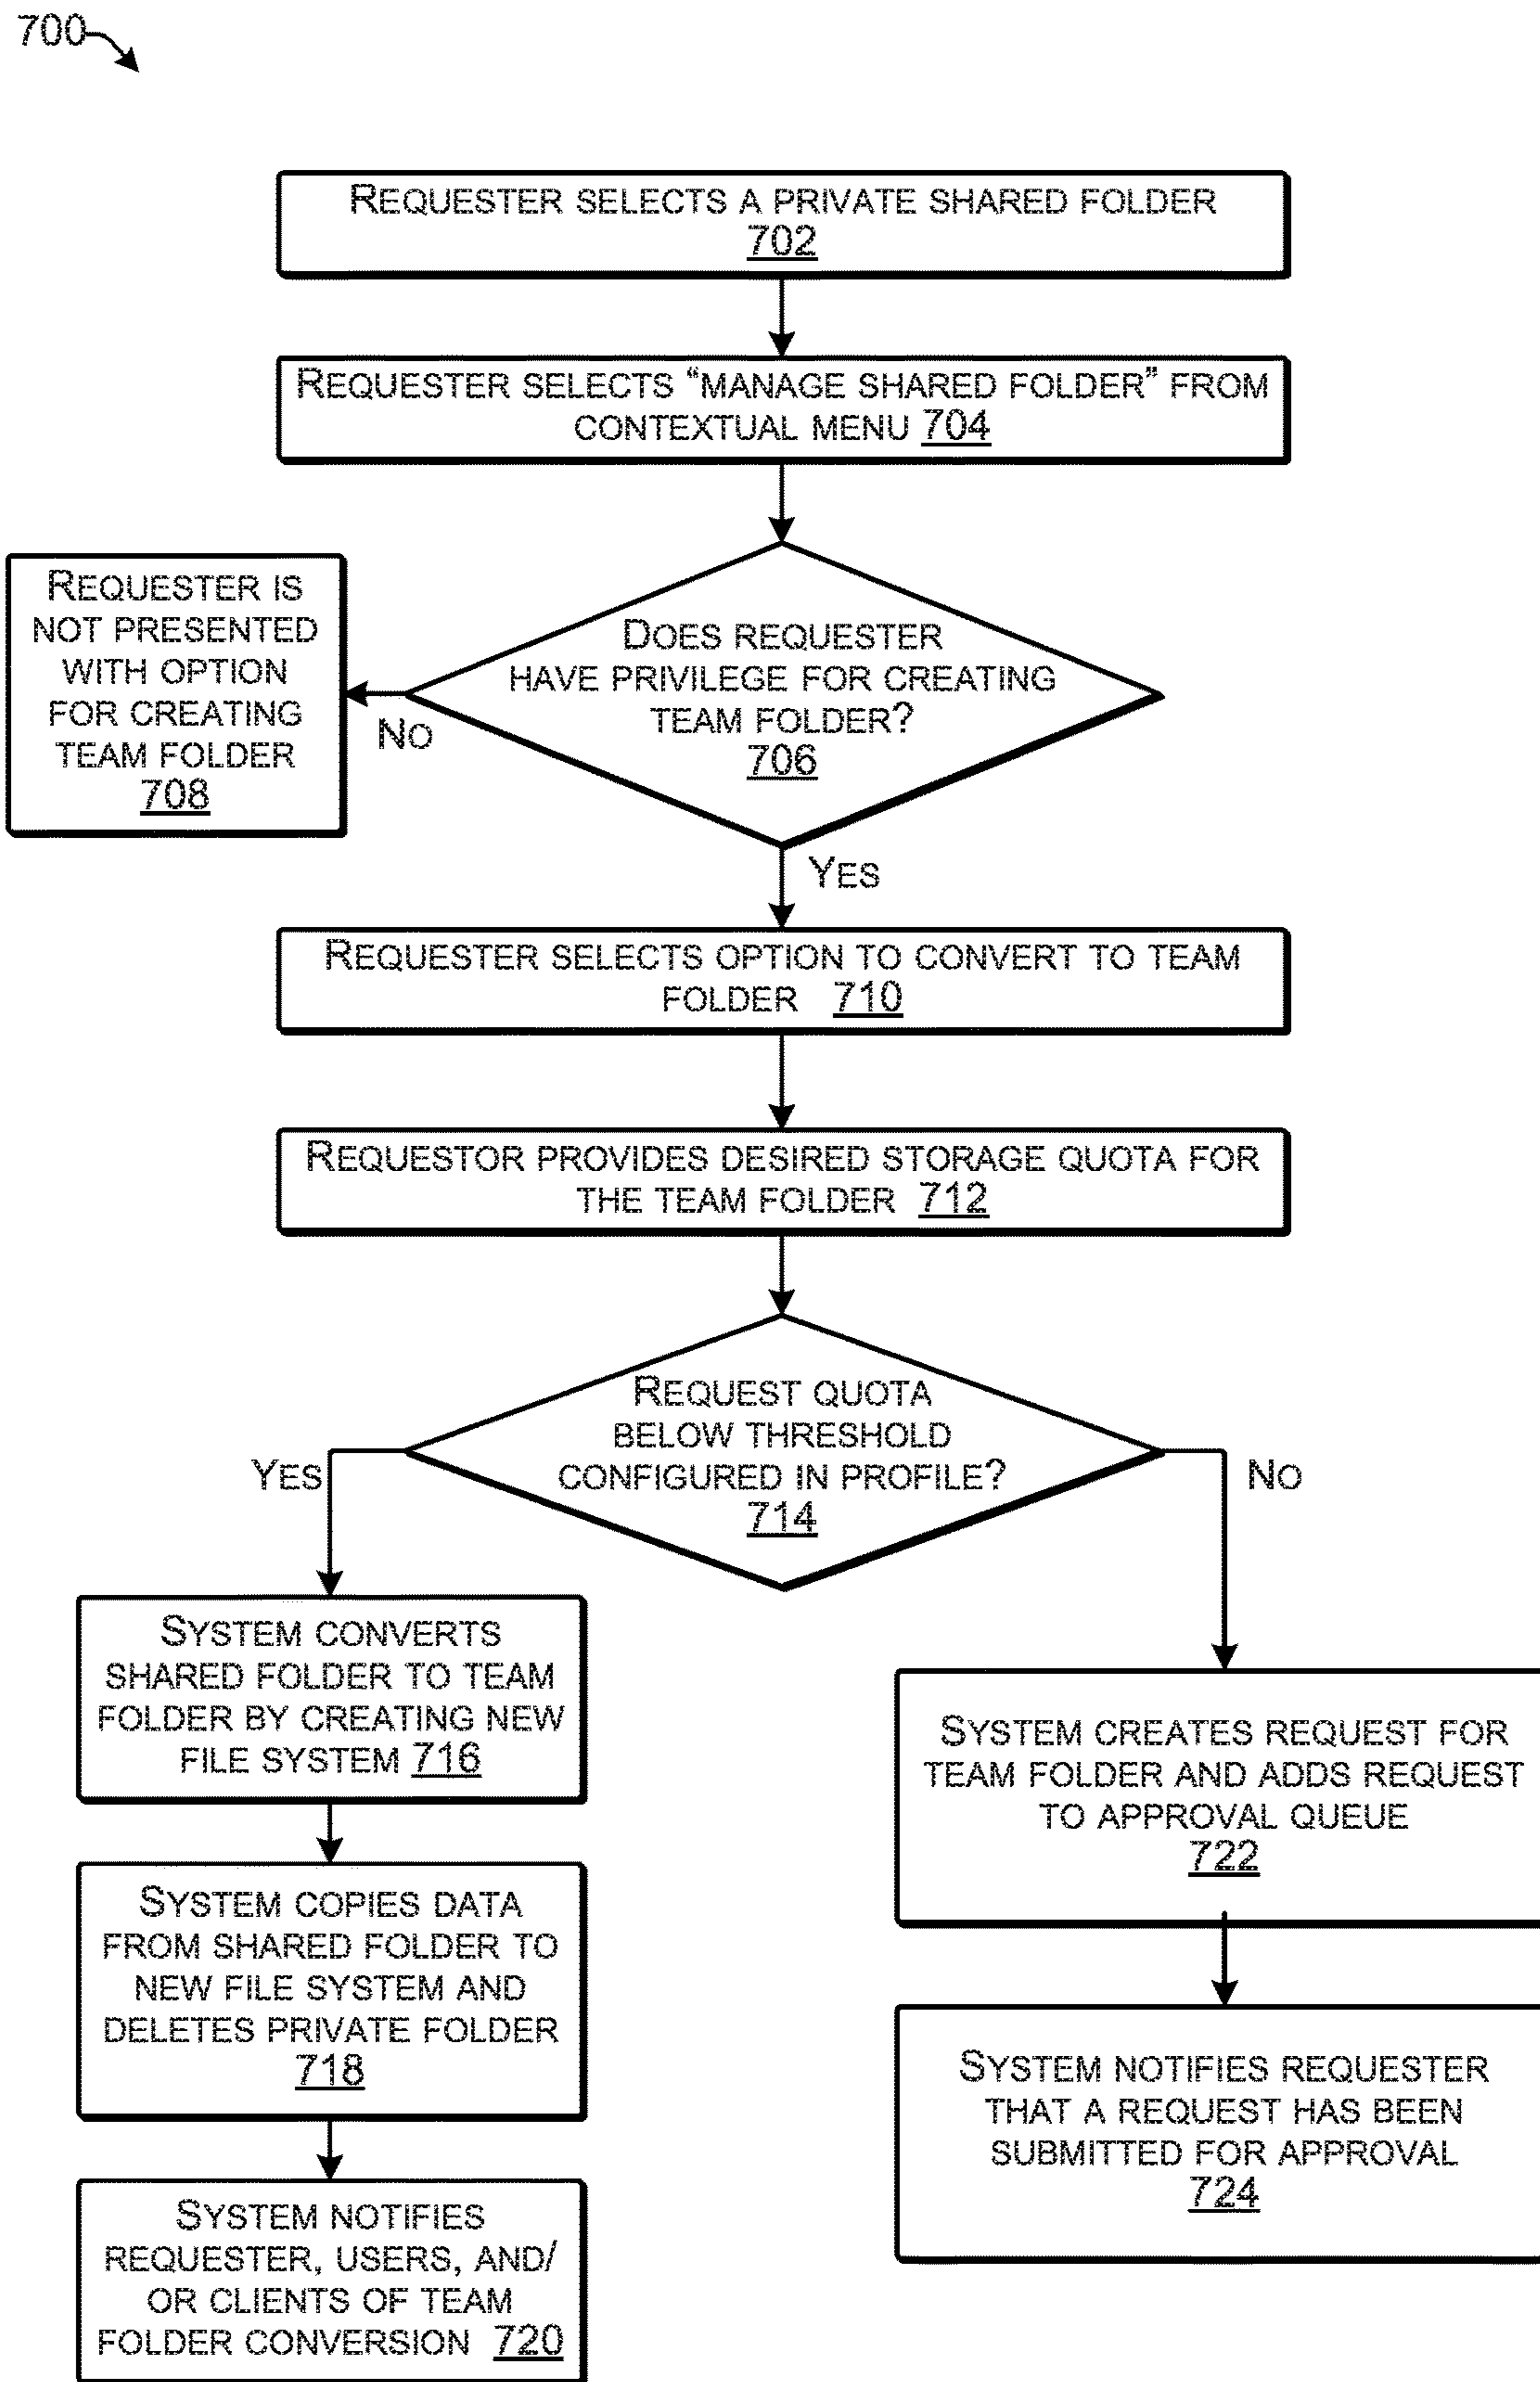 700
REQUESTER SELECTS A PRIVATE SHARED FOLDER
702
REQUESTER SELECTS “MANAGE SHARED FOLDER” FROM
CONTEXTUAL MENU 704
DOES REQUESTER
HAVE PRIVILEGE FOR CREATING
TEAM FOLDER?
706
NO
REQUESTER IS
NOT PRESENTED
WITH OPTION
FOR CREATING
TEAM FOLDER
708
YES
REQUESTER SELECTS OPTION TO CONVERT TO TEAM
FOLDER 710
REQUESTOR PROVIDES DESIRED STORAGE QUOTA FOR
THE TEAM FOLDER 712
REQUEST QUOTA
BELOW THRESHOLD
CONFIGURED IN PROFILE?
714
YES
NO
SYSTEM CONVERTS
SHARED FOLDER TO TEAM
FOLDER BY CREATING NEW
FILE SYSTEM 716
SYSTEM COPIES DATA
FROM SHARED FOLDER TO
NEW FILE SYSTEM AND
DELETES PRIVATE FOLDER
718
SYSTEM NOTIFIES
REQUESTER, USERS, AND/
OR CLIENTS OF TEAM
FOLDER CONVERSION 720
SYSTEM CREATES REQUEST FOR
TEAM FOLDER AND ADDS REQUEST
TO APPROVAL QUEUE
722
SYSTEM NOTIFIES REQUESTER
THAT A REQUEST HAS BEEN
SUBMITTED FOR APPROVAL
724